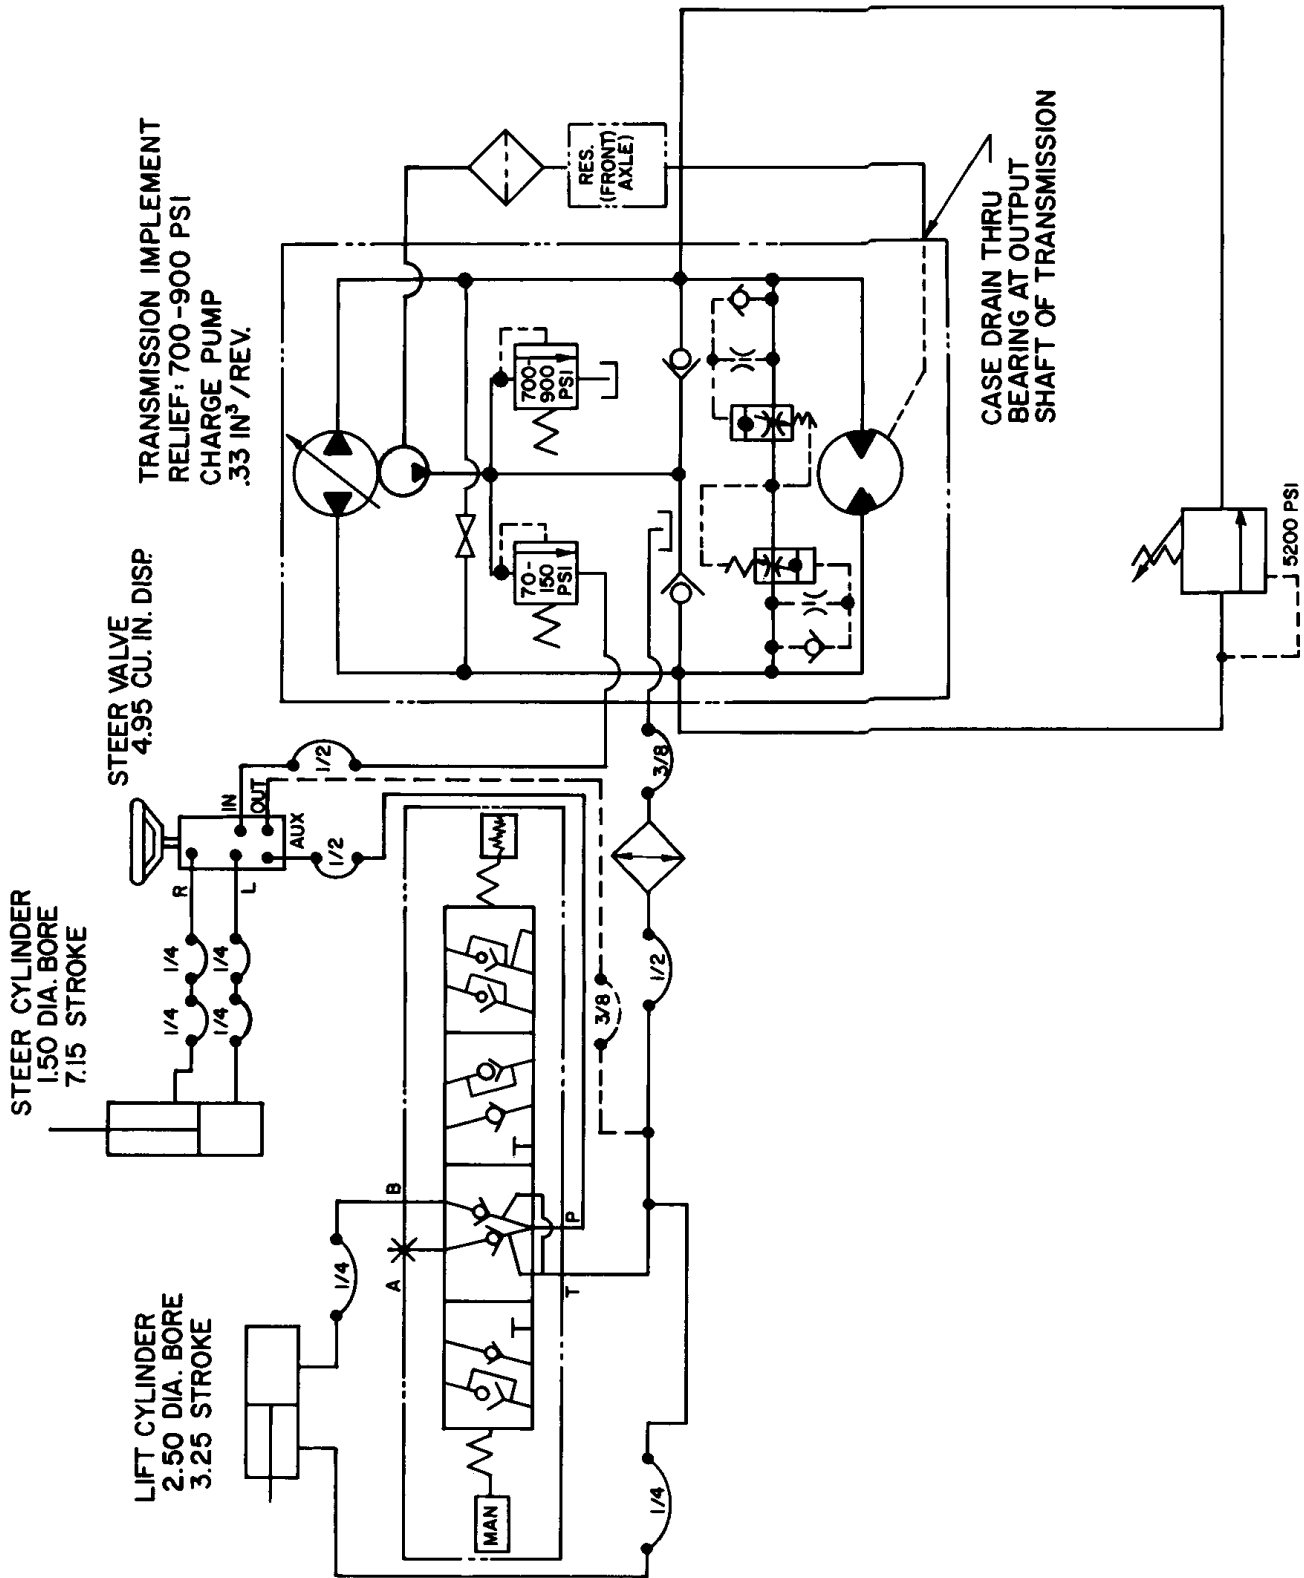 LIFT CYLINDER
2.50 DIA. BORE
3.25 STROKE
STEER CYLINDER
1.50 DIA. BORE
7.15 STROKE
STEER VALVE
4.95 CU. IN. DISP.
TRANSMISSION IMPLEMENT
RELIEF: 700-900 PSI
CHARGE PUMP
.33 IN³/REV.
1/4
1/4
1/4
1/4
R
L
IN
OUT
AUX
1/2
1/2
1/4
A
B
MAN
T
P
T
T
3/8
1/2
3/8
1/4
70-
150
PSI
700-
900
PSI
RES.
(FRONT)
AXLE)
CASE DRAIN THRU
BEARING AT OUTPUT
SHAFT OF TRANSMISSION
5200 PSI